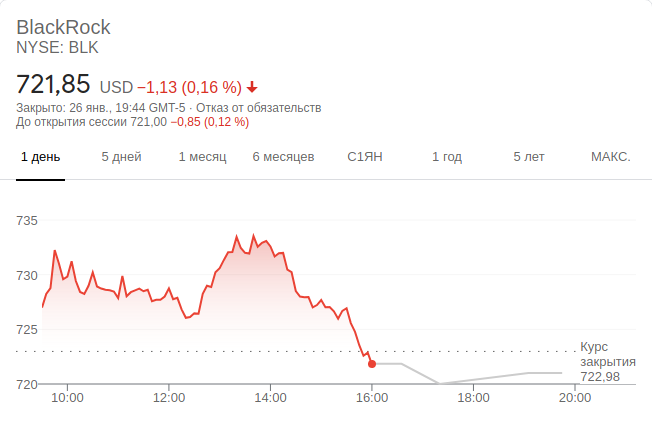 BlackRock
NYSE: BLK
721,85 USD −1,13 (0,16 %)
Закрыто: 26 янв., 19:44 GMT-5 · Отказ от обязательств
До открытия сессии 721,00 −0,85 (0,12 %)
1 день 5 дней 1 месяц 6 месяцев С1ЯН 1 год 5 лет МАКС.
735
730
725
Курс
закрытия
722,98
720
10:00 12:00 14:00 16:00 18:00 20:00